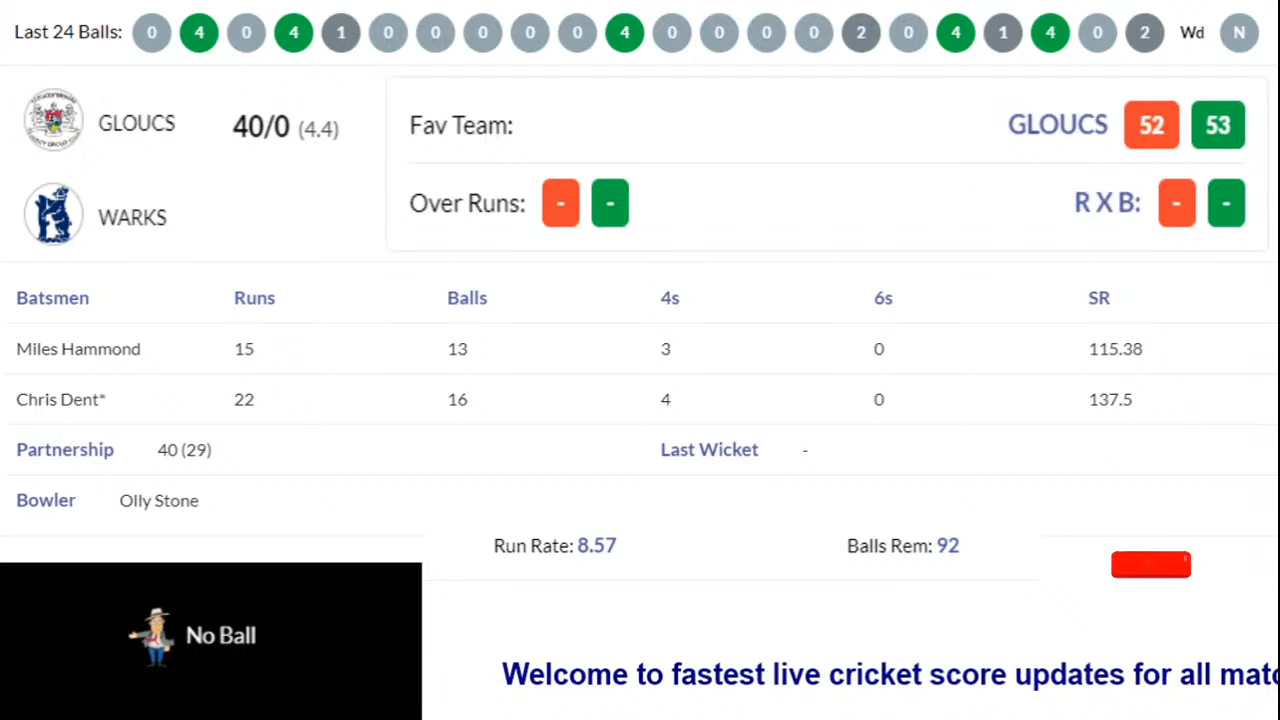 Last 24 Balls: 0 4 0 4 1 0 0 0 0 0 4 0 0 0 0 2 0 4 1 4 0 2 Wd N
GLOUCS 40/0 (4.4)
Fav Team: GLOUCS 52 53
WARKS
Over Runs: - - R X B: - -
Batsmen Runs Balls 4s 6s SR
Miles Hammond 15 13 3 0 115.38
Chris Dent* 22 16 4 0 137.5
Partnership 40 (29) Last Wicket -
Bowler Olly Stone
Run Rate: 8.57 Balls Rem: 92
No Ball
Welcome to fastest live cricket score updates for all matc